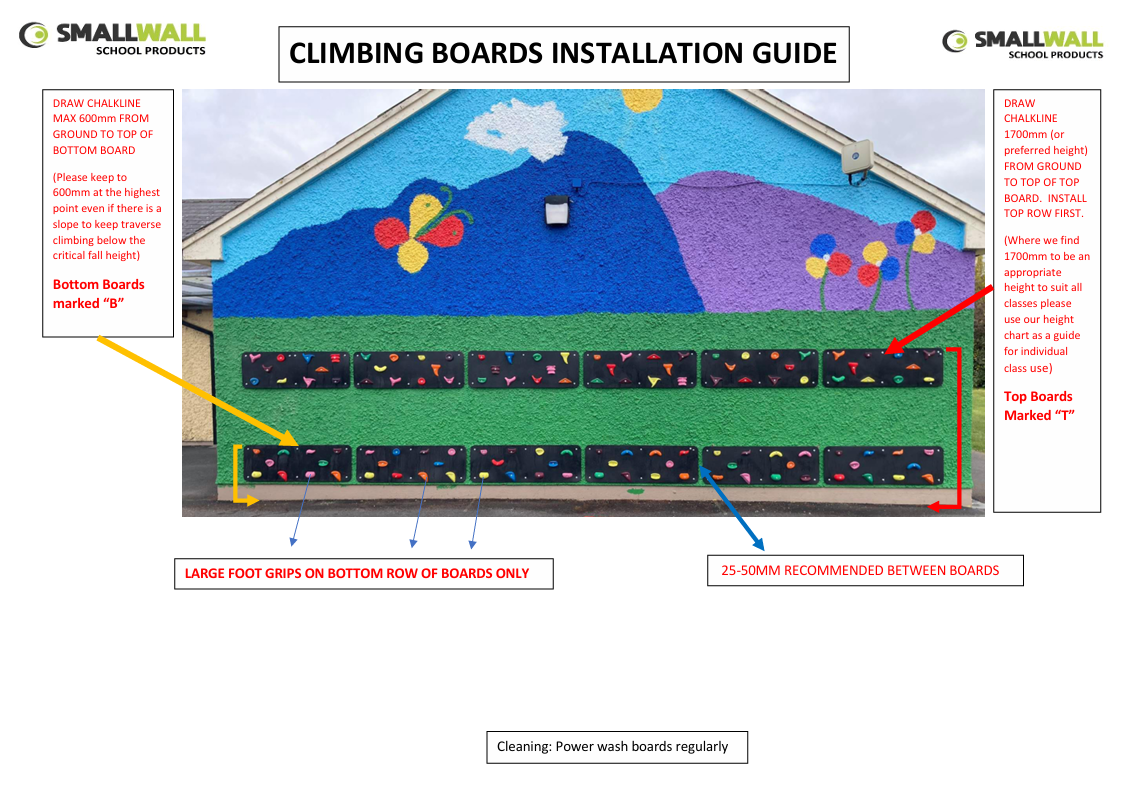 SMALLWALL
SCHOOL PRODUCTS
CLIMBING BOARDS INSTALLATION GUIDE
SMALLWALL
SCHOOL PRODUCTS
DRAW CHALKLINE
MAX 600mm FROM
GROUND TO TOP OF
BOTTOM BOARD
(Please keep to
600mm at the highest
point even if there is a
slope to keep traverse
climbing below the
critical fall height)
Bottom Boards
marked “B”
DRAW
CHALKLINE
1700mm (or
preferred height)
FROM GROUND
TO TOP OF TOP
BOARD. INSTALL
TOP ROW FIRST.
(Where we find
1700mm to be an
appropriate
height to suit all
classes please
use our height
chart as a guide
for individual
class use)
Top Boards
Marked “T”
LARGE FOOT GRIPS ON BOTTOM ROW OF BOARDS ONLY
25-50MM RECOMMENDED BETWEEN BOARDS
Cleaning: Power wash boards regularly